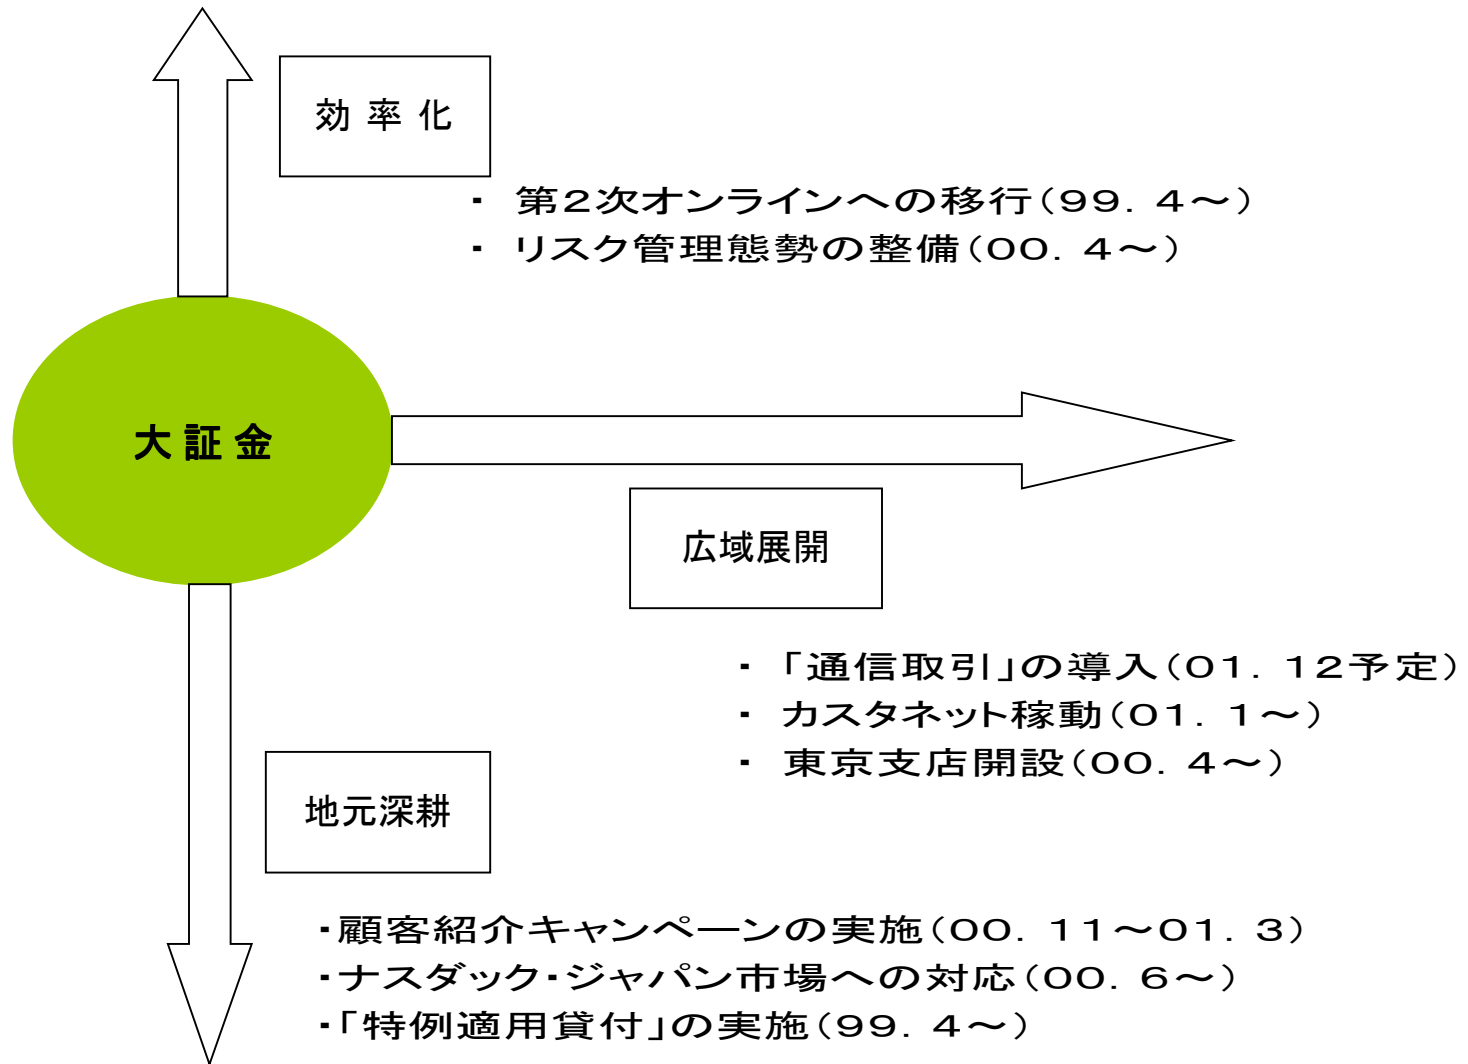 効 率 化
・ 第2次オンラインへの移行(99. 4～)
・ リスク管理態勢の整備(00. 4～)
大 証 金
広域展開
・ 「通信取引」の導入(01. 12予定)
・ カスタネット稼動(01. 1～)
・ 東京支店開設(00. 4～)
地元深耕
・顧客紹介キャンペーンの実施(00. 11～01. 3)
・ナスダック・ジャパン市場への対応(00. 6～)
・「特例適用貸付」の実施(99. 4～)